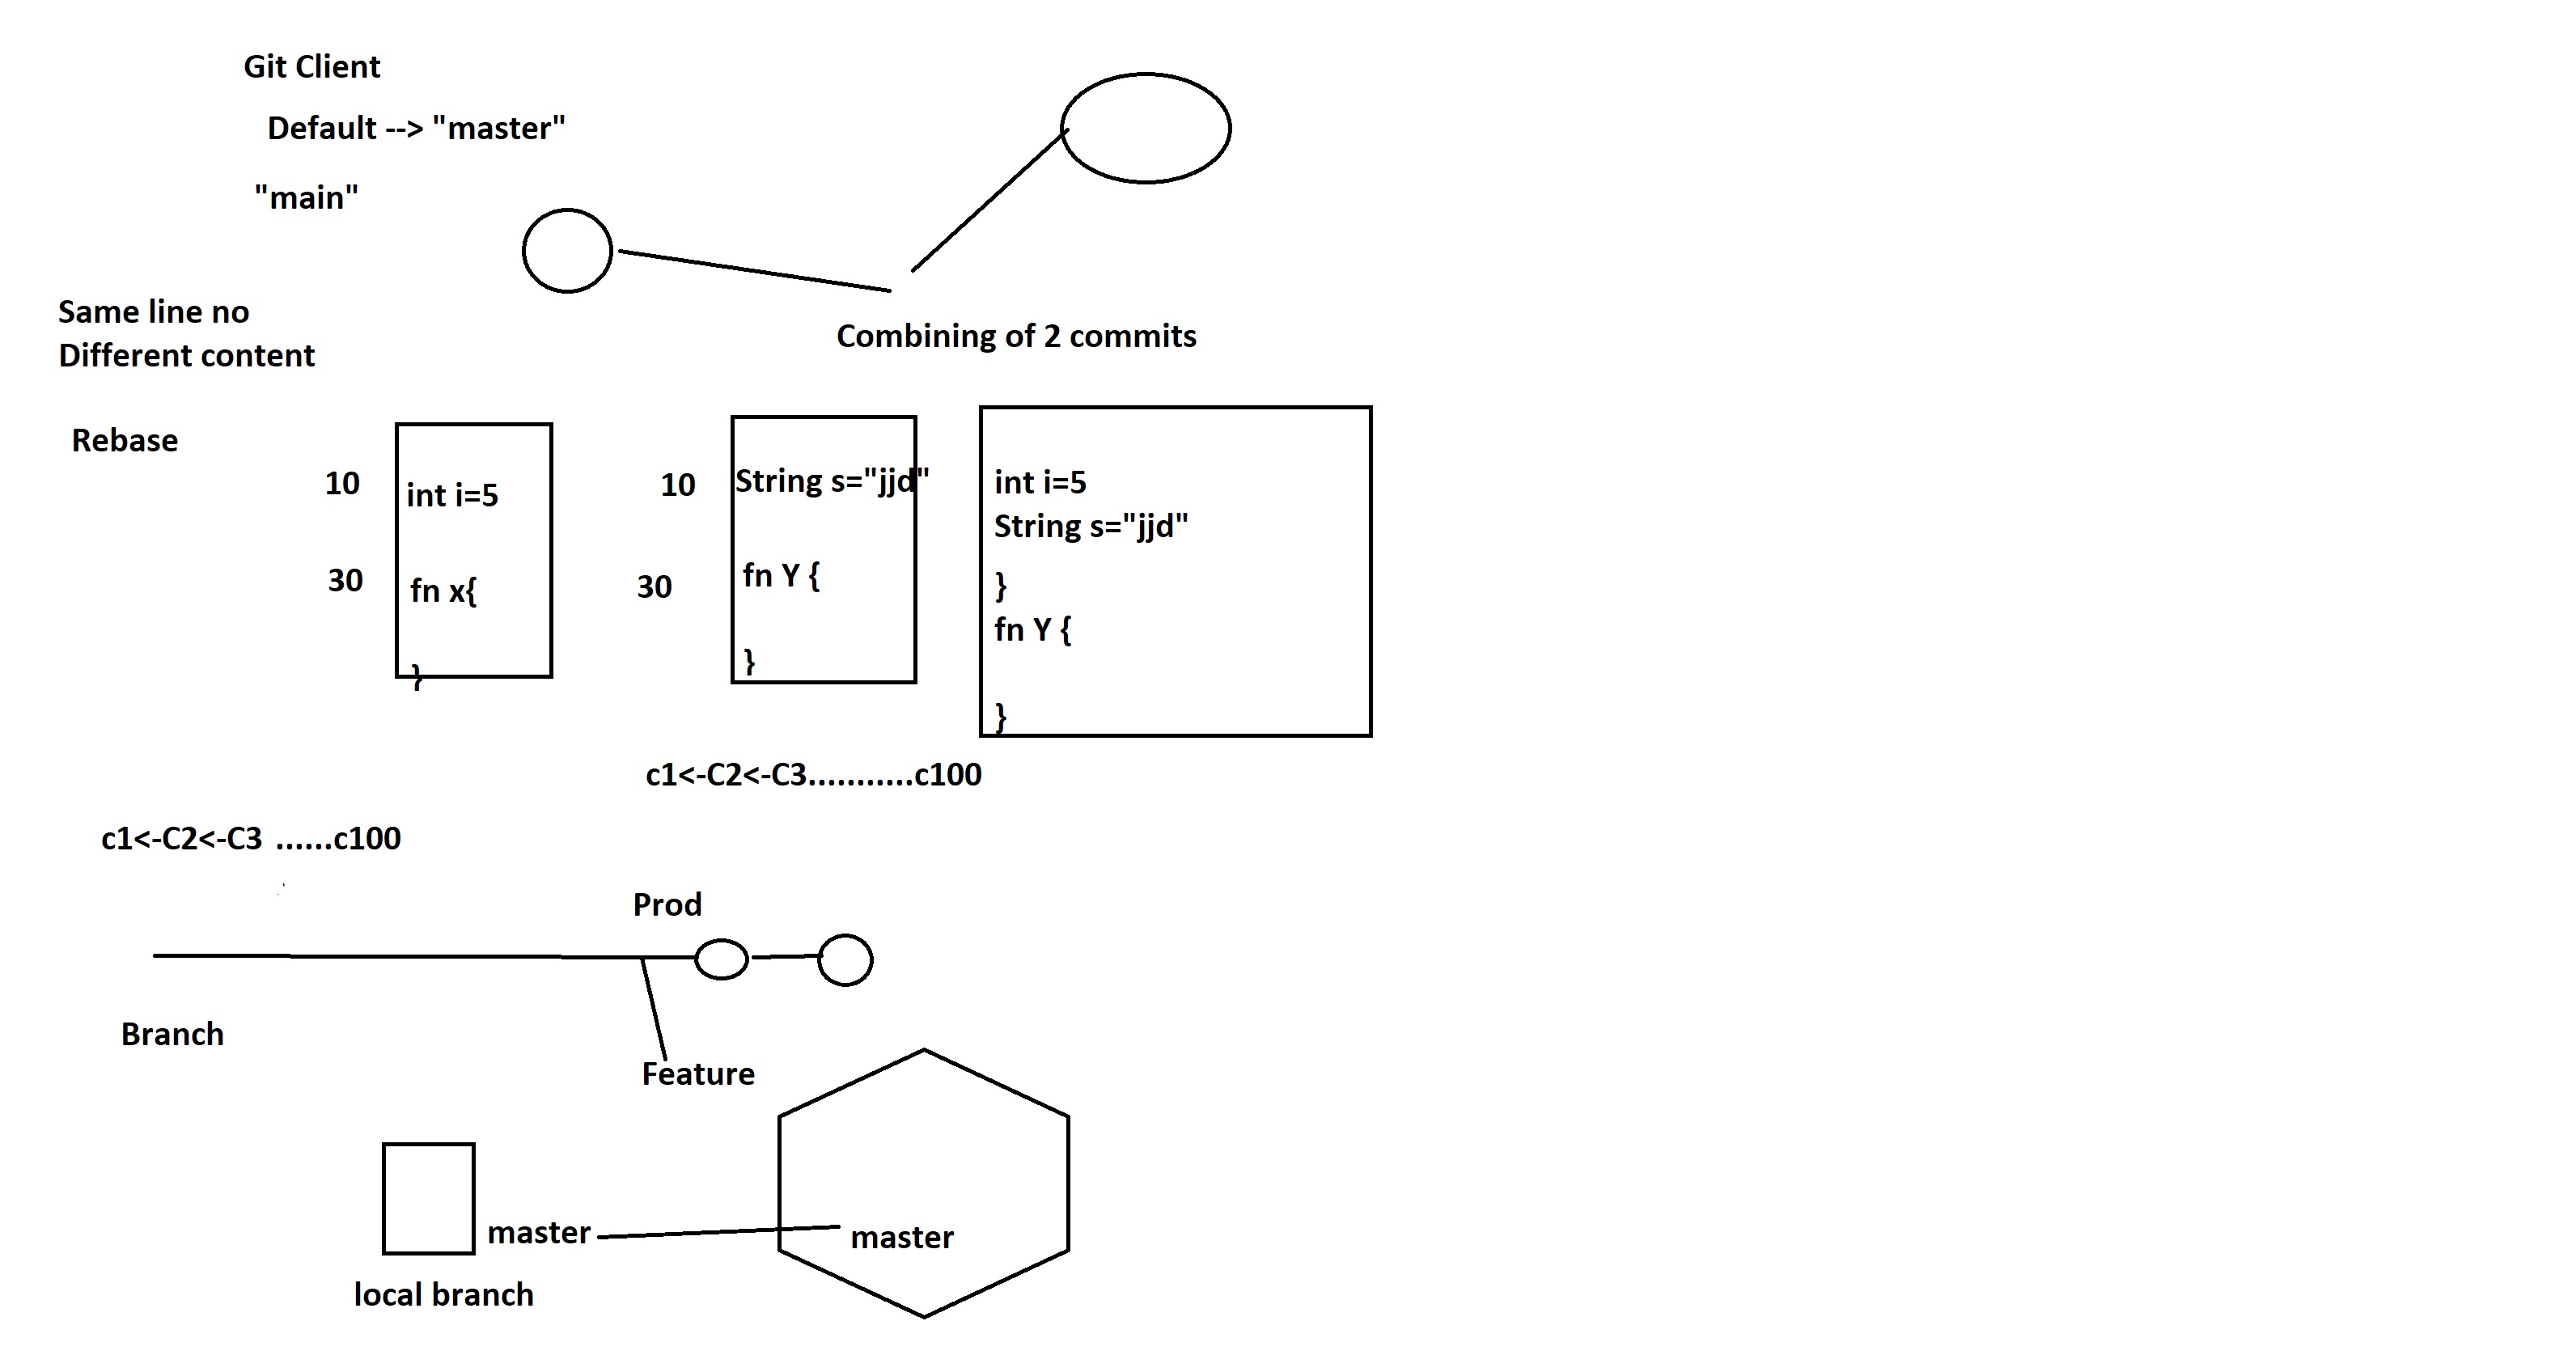 Git Client
Default --> "master"
"main"
Same line no
Different content
Combining of 2 commits
Rebase
10
int i=5
30
fn x{
}
10
String s="jjd"
30
fn Y {
}
int i=5
String s="jjd"
}
fn Y {
}
c1<-C2<-C3...........c100
c1<-C2<-C3 ......c100
Prod
Branch
Feature
master
master
local branch